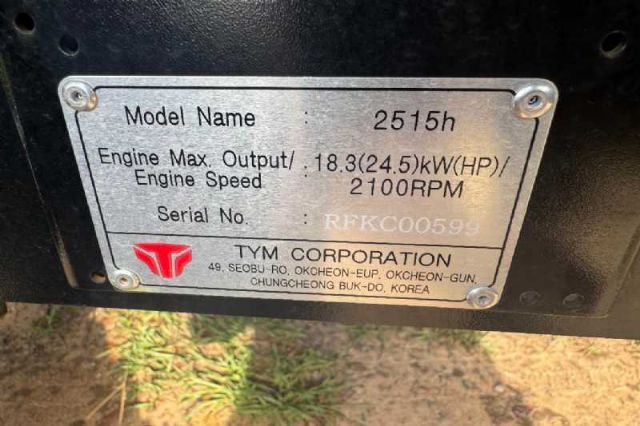 Model Name : 2515h
Engine Max. Output/ : 18.3(24.5)kW(HP)/
Engine Speed 2100RPM
Serial No. : RFKC00599
TYM CORPORATION
49, SEOBU-RO, OKCHEON-EUP, OKCHEON-GUN,
CHUNGCHEONG BUK-DO, KOREA